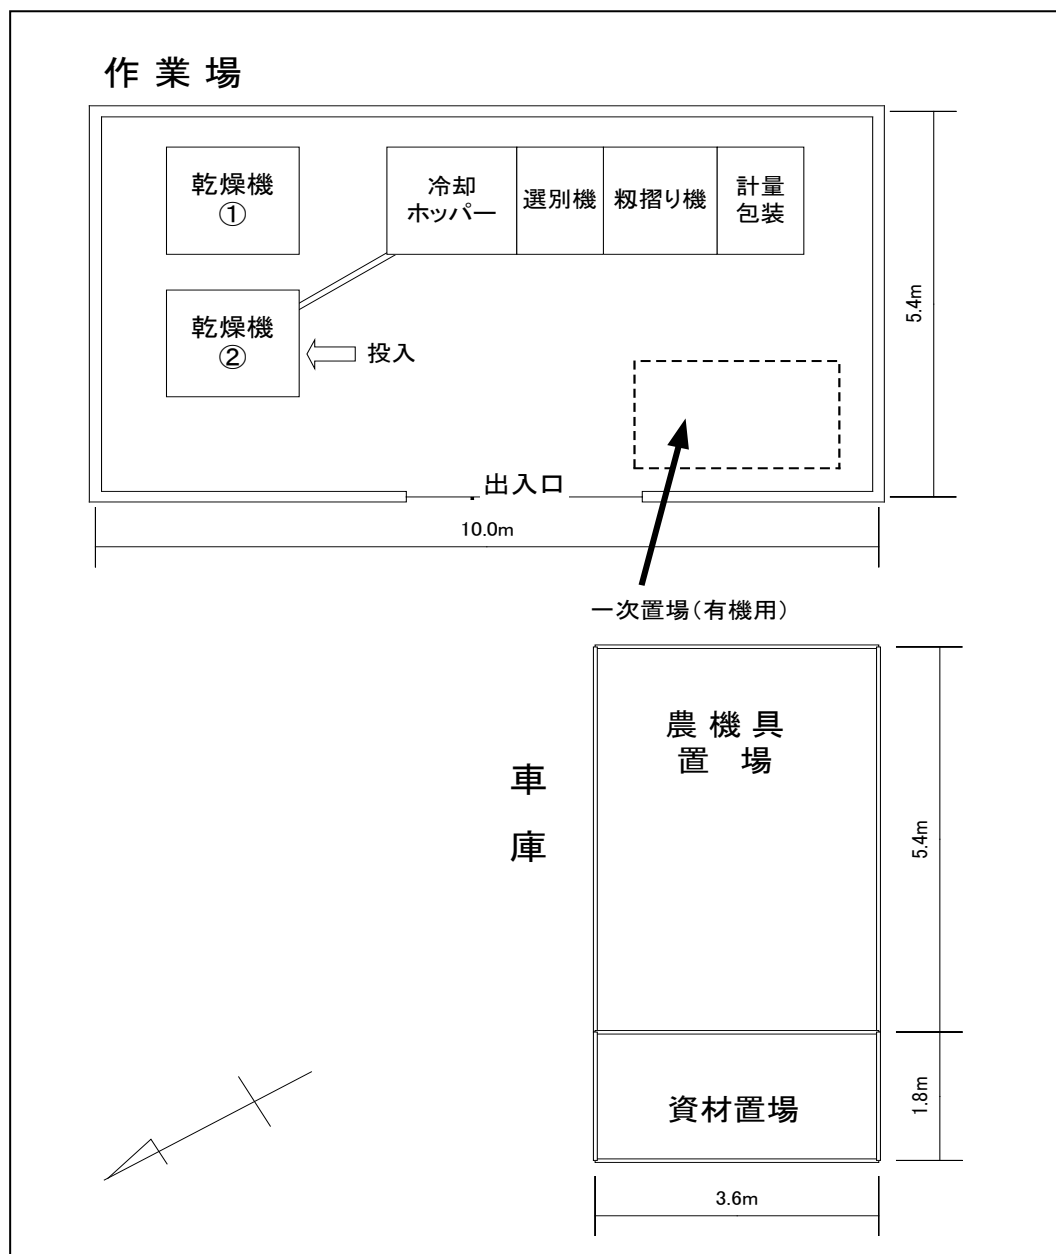 作 業 場
乾燥機
①
冷却
ホッパー
選別機
籾摺り機
計量
包装
乾燥機
②
投入
5.4m
出入口
10.0m
一次置場(有機用)
農 機 具
置 場
車
庫
5.4m
資材置場
1.8m
3.6m